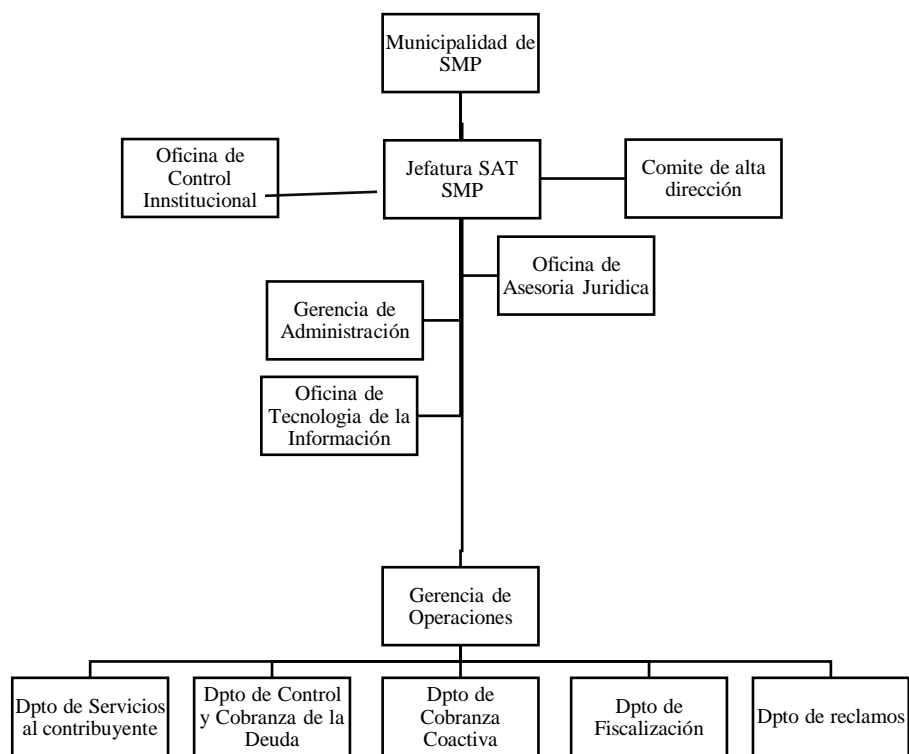 Municipalidad de
SMP
Oficina de
Control
Innstitucional
Jefatura SAT
SMP
Comite de alta
dirección
Oficina de
Asesoria Juridica
Gerencia de
Administración
Oficina de
Tecnologia de la
Información
Gerencia de
Operaciones
Dpto de Servicios
al contribuyente
Dpto de Control
y Cobranza de la
Deuda
Dpto de
Cobranza
Coactiva
Dpto de
Fiscalización
Dpto de reclamos